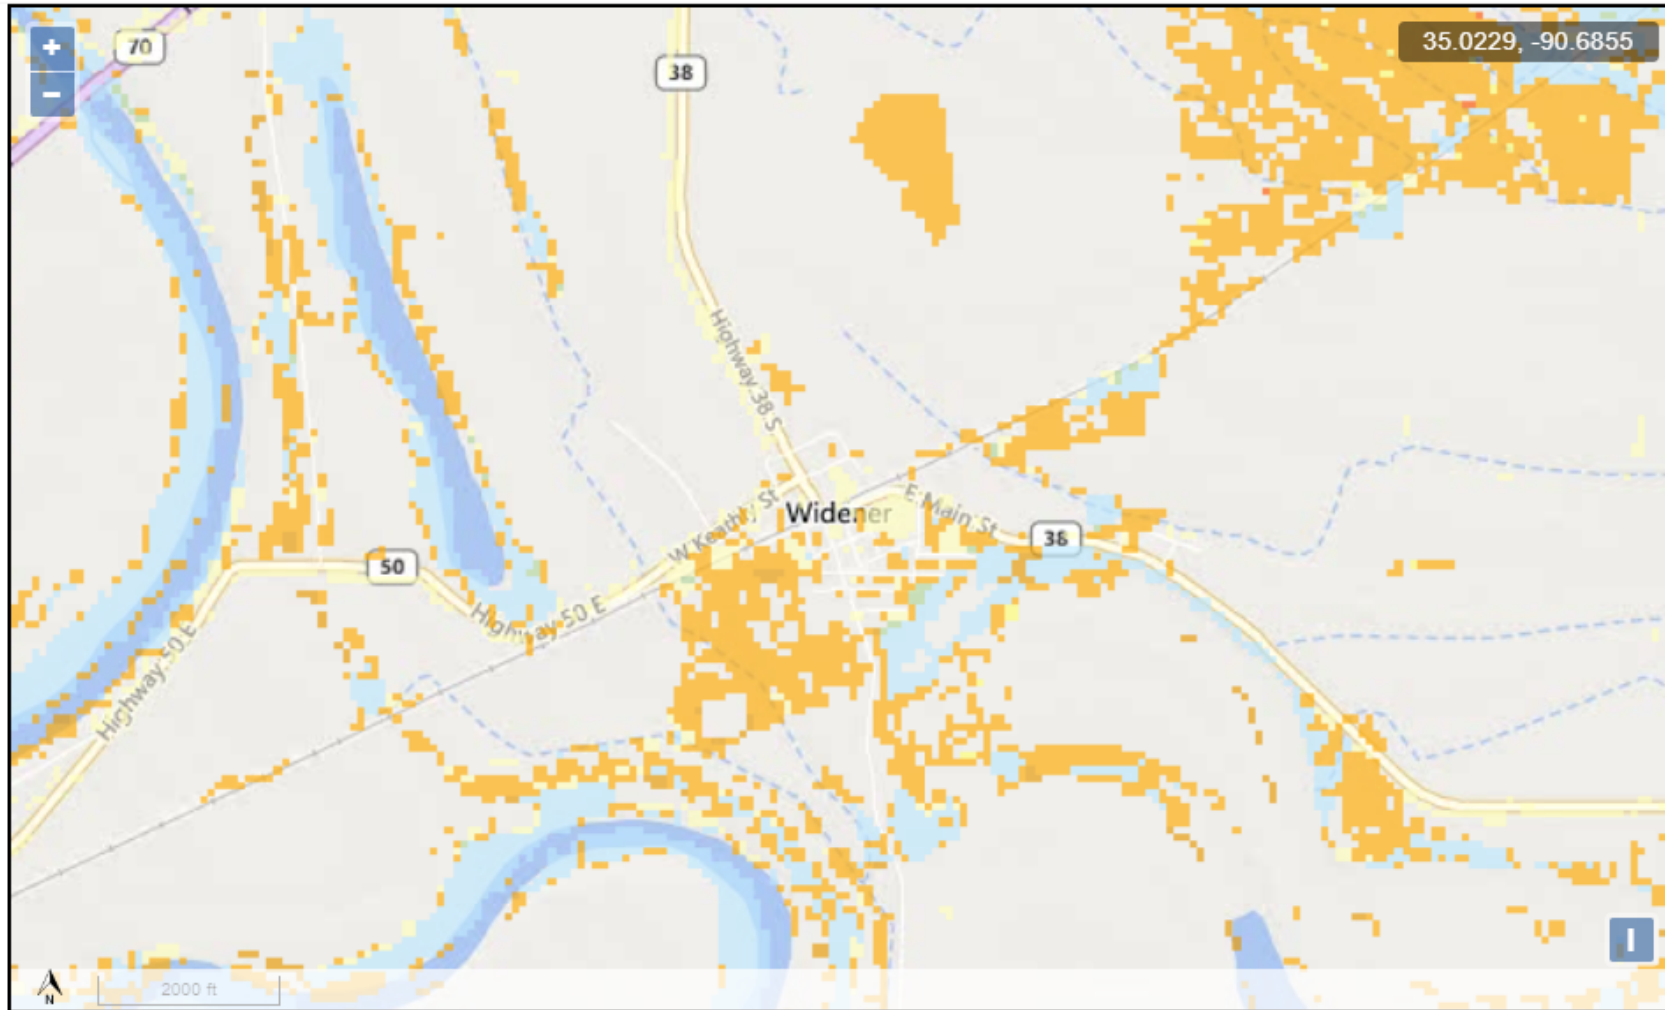 +
70
38
35.0229, -90.6855
−
Highway 38 S
E Main St
Widener
W Keathly St
38
50
Highway 50 E
Highway 50 E
I
N
2000 ft